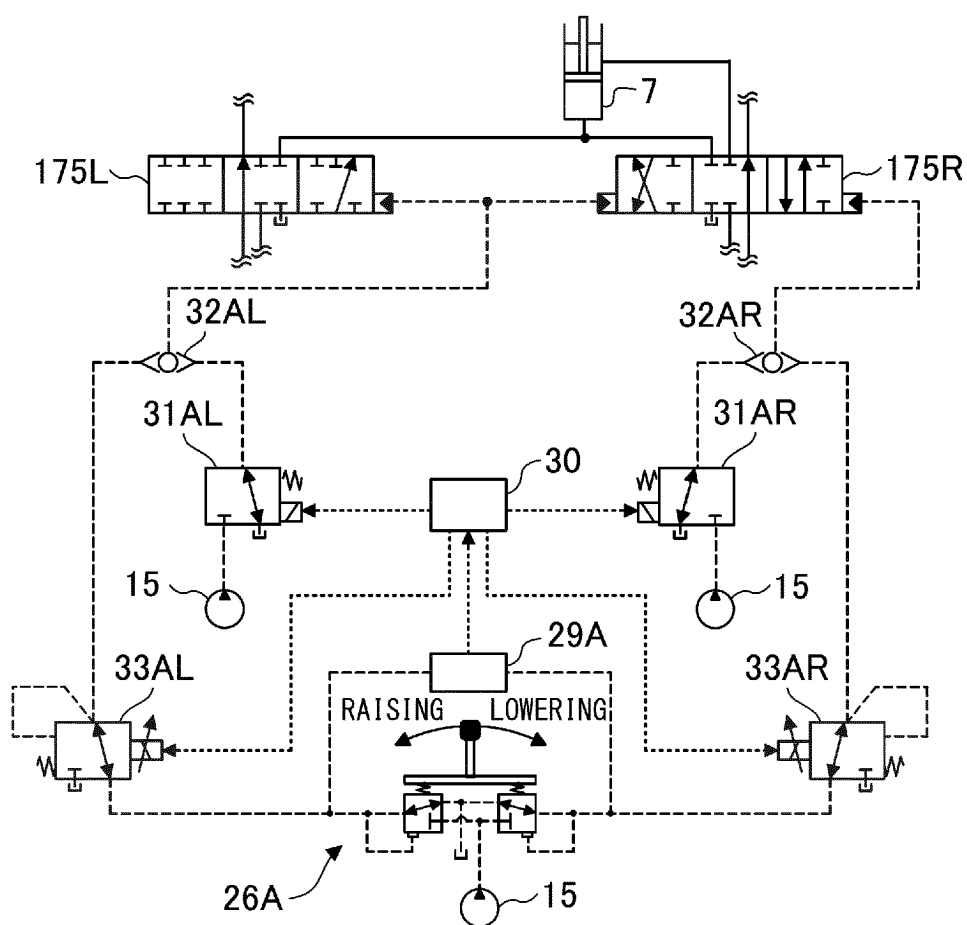 7
175L
175R
32AL
32AR
31AL
31AR
30
15
15
29A
33AL
33AR
RAISING LOWERING
26A
15